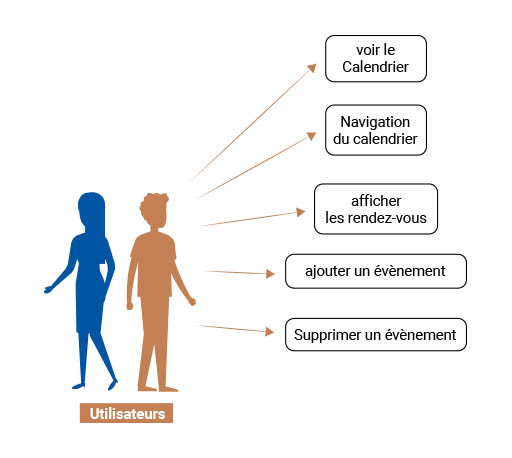 voir le
Calendrier
Navigation
du calendrier
afficher
les rendez-vous
ajouter un évènement
Supprimer un évènement
Utilisateurs